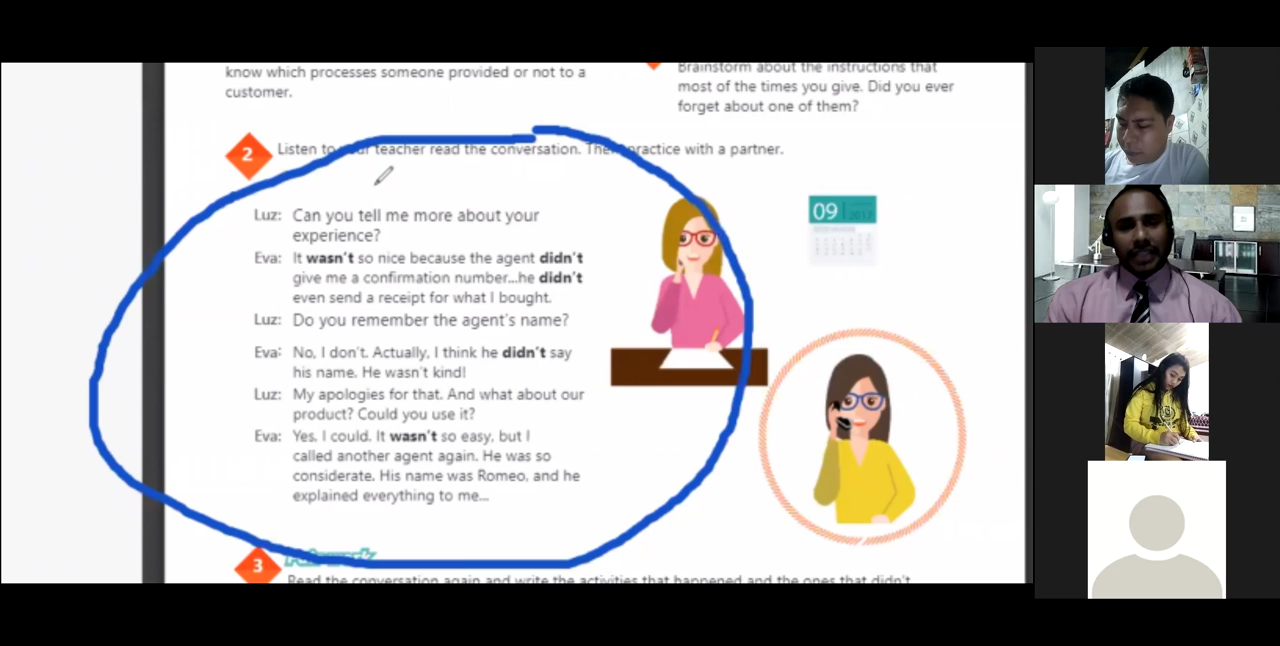 know which processes someone provided or not to a
customer.
Brainstorm about the instructions that
most of the times you give. Did you ever
forget about one of them?
2
Listen to your teacher read the conversation. Then practice with a partner.
Luz: Can you tell me more about your
experience?
Eva: It wasn't so nice because the agent didn't
give me a confirmation number...he didn't
even send a receipt for what I bought.
Luz: Do you remember the agent's name?
Eva: No, I don't. Actually, I think he didn't say
his name. He wasn't kind!
Luz: My apologies for that. And what about our
product? Could you use it?
Eva: Yes, I could. It wasn't so easy, but I
called another agent again. He was so
considerate. His name was Romeo, and he
explained everything to me...
09
2017
3
Read the conversation again and write the activities that happened and the ones that didn't